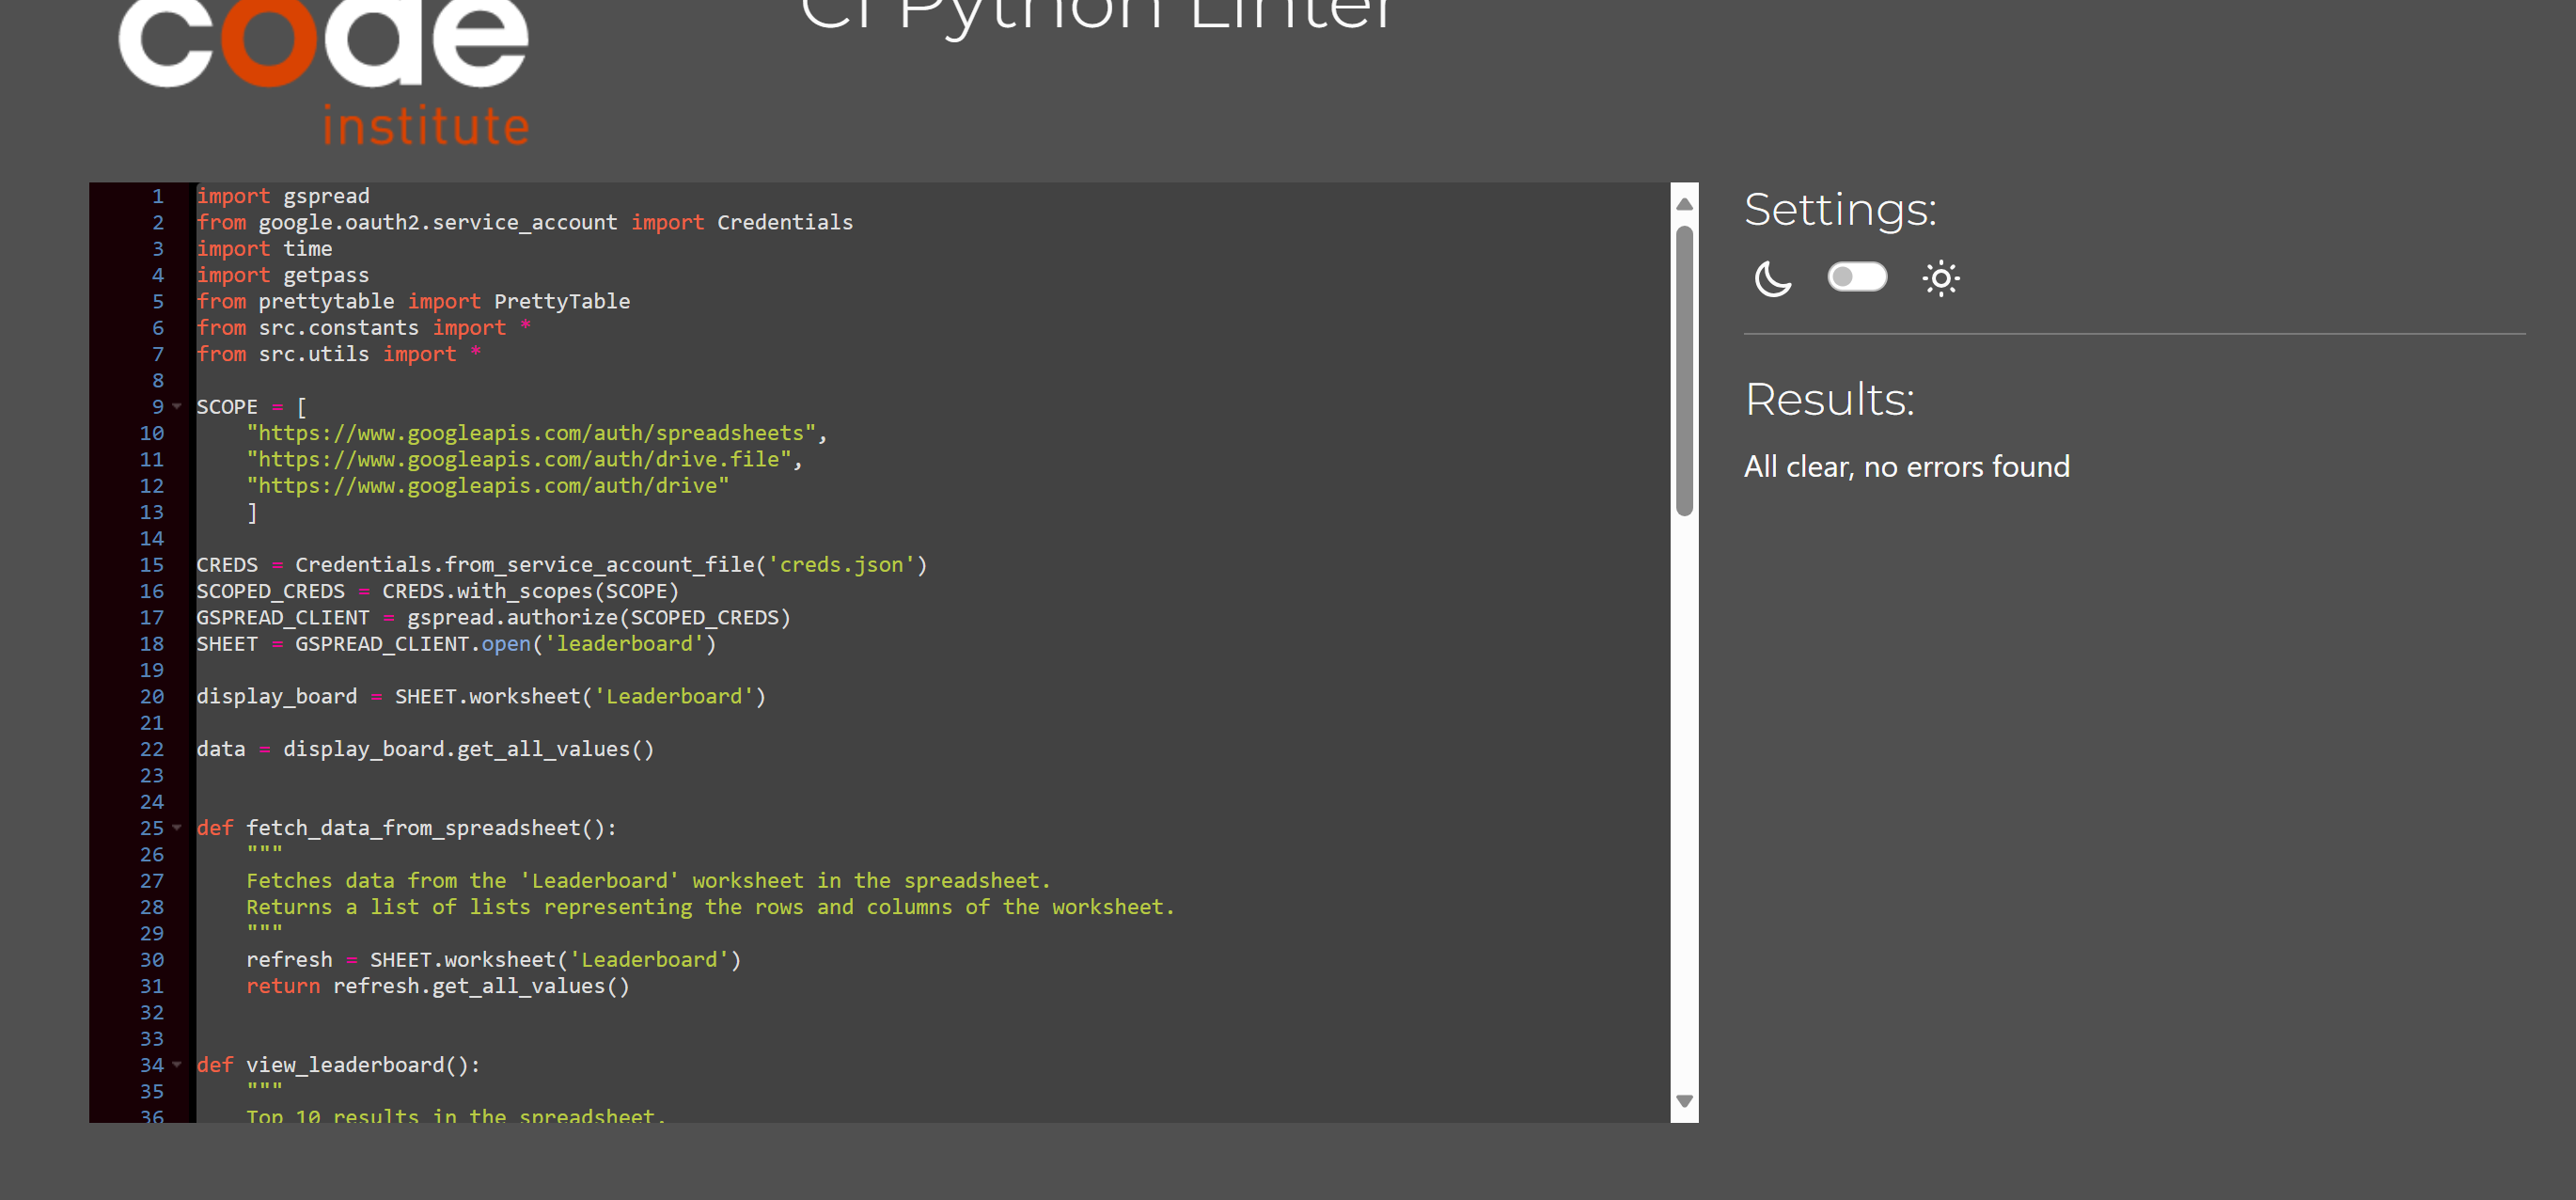 code
institute
CI Python Linter
1 import gspread
2 from google.oauth2.service_account import Credentials
3 import time
4 import getpass
5 from prettytable import PrettyTable
6 from src.constants import *
7 from src.utils import *
8
9 SCOPE = [
10     "https://www.googleapis.com/auth/spreadsheets",
11     "https://www.googleapis.com/auth/drive.file",
12     "https://www.googleapis.com/auth/drive"
13     ]
14
15 CREDS = Credentials.from_service_account_file('creds.json')
16 SCOPED_CREDS = CREDS.with_scopes(SCOPE)
17 GSPREAD_CLIENT = gspread.authorize(SCOPED_CREDS)
18 SHEET = GSPREAD_CLIENT.open('leaderboard')
19
20 display_board = SHEET.worksheet('Leaderboard')
21
22 data = display_board.get_all_values()
23
24
25 def fetch_data_from_spreadsheet():
26     """
27     Fetches data from the 'Leaderboard' worksheet in the spreadsheet.
28     Returns a list of lists representing the rows and columns of the worksheet.
29     """
30     refresh = SHEET.worksheet('Leaderboard')
31     return refresh.get_all_values()
32
33
34 def view_leaderboard():
35     """
36     Top 10 results in the spreadsheet.
Settings:
Results:
All clear, no errors found